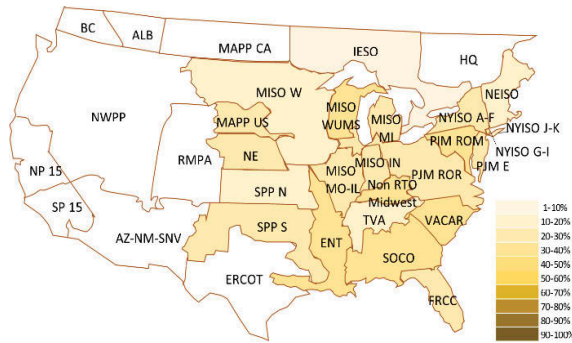 BC
ALB
MAPP CA
IESO
HQ
NWPP
MISO W
MISO
WUMS
MISO
MI
NEISO
NYISO A-F
NYISO J-K
NYISO G-I
MAPP US
PJM ROM
PJM E
RMPA
NE
MISO
MO-IL
MISO IN
PJM ROR
NP 15
SPP N
Non RTO
Midwest
SP 15
TVA
VACAR
AZ-NM-SNV
SPP S
ENT
SOCO
ERCOT
FRCC
1-10%
10-20%
20-30%
30-40%
40-50%
50-60%
60-70%
70-80%
80-90%
90-100%